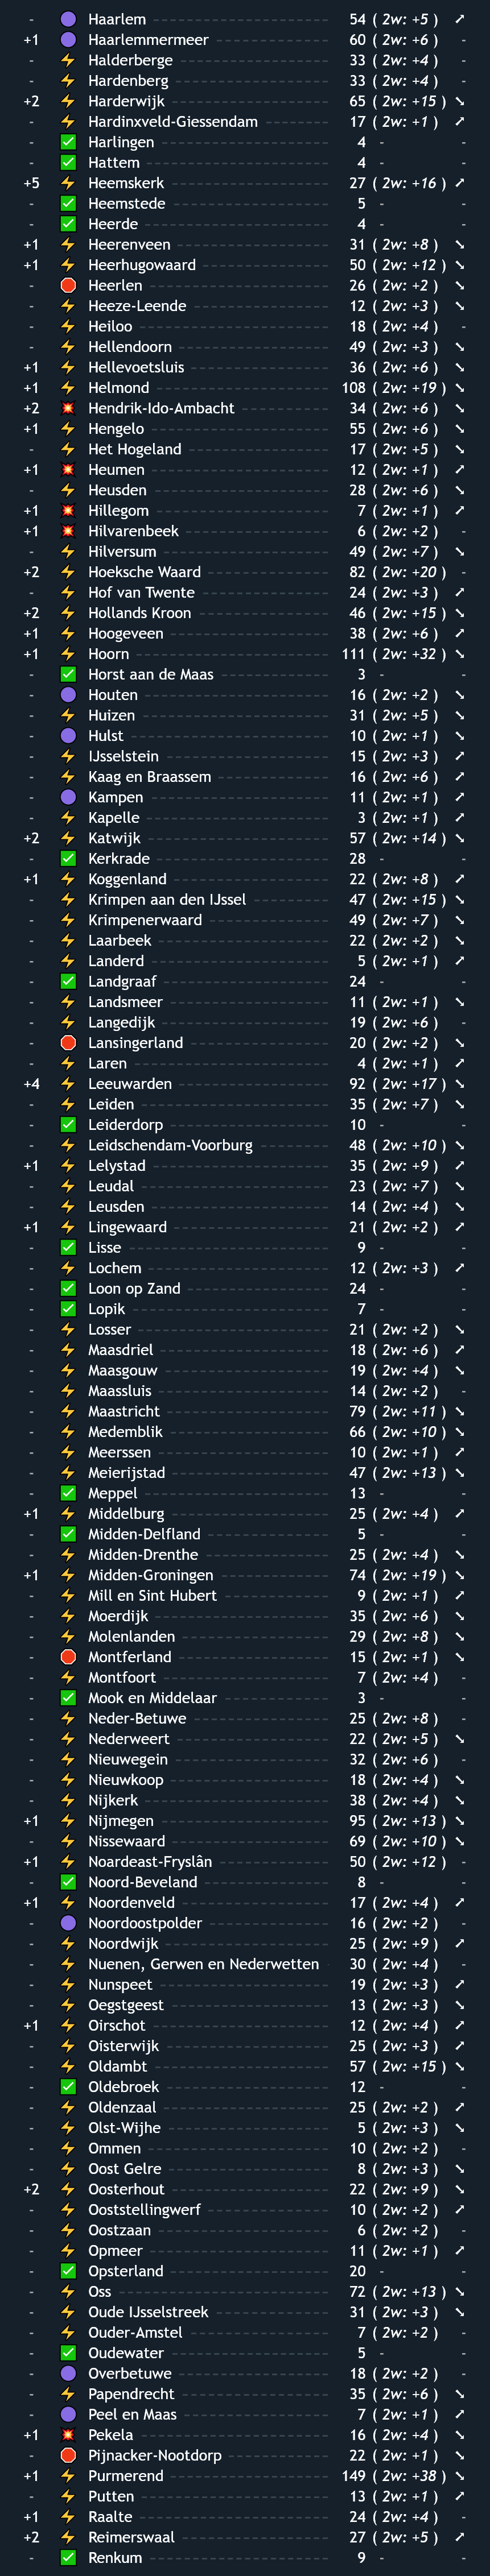 - Haarlem 54 ( 2w: +5 ) ↗
+1 Haarlemmermeer 60 ( 2w: +6 ) -
- Halderberge 33 ( 2w: +4 ) -
- Hardenberg 33 ( 2w: +4 ) -
+2 Harderwijk 65 ( 2w: +15 ) ↘
- Hardinxveld-Giessendam 17 ( 2w: +1 ) ↗
- Harlingen 4 - -
- Hattem 4 - -
+5 Heemskerk 27 ( 2w: +16 ) ↗
- Heemstede 5 - -
- Heerde 4 - -
+1 Heerenveen 31 ( 2w: +8 ) ↘
+1 Heerhugowaard 50 ( 2w: +12 ) ↘
- Heerlen 26 ( 2w: +2 ) ↘
- Heeze-Leende 12 ( 2w: +3 ) ↘
- Heiloo 18 ( 2w: +4 ) -
- Hellendoorn 49 ( 2w: +3 ) ↘
+1 Hellevoetsluis 36 ( 2w: +6 ) ↘
+1 Helmond 108 ( 2w: +19 ) ↘
+2 Hendrik-Ido-Ambacht 34 ( 2w: +6 ) ↘
+1 Hengelo 55 ( 2w: +6 ) ↘
- Het Hogeland 17 ( 2w: +5 ) ↘
+1 Heumen 12 ( 2w: +1 ) ↗
- Heusden 28 ( 2w: +6 ) ↘
+1 Hillegom 7 ( 2w: +1 ) ↗
+1 Hilvarenbeek 6 ( 2w: +2 ) -
- Hilversum 49 ( 2w: +7 ) ↘
+2 Hoeksche Waard 82 ( 2w: +20 ) -
- Hof van Twente 24 ( 2w: +3 ) ↗
+2 Hollands Kroon 46 ( 2w: +15 ) ↘
+1 Hoogeveen 38 ( 2w: +6 ) ↗
+1 Hoorn 111 ( 2w: +32 ) ↘
- Horst aan de Maas 3 - -
- Houten 16 ( 2w: +2 ) ↘
- Huizen 31 ( 2w: +5 ) ↘
- Hulst 10 ( 2w: +1 ) ↘
- IJsselstein 15 ( 2w: +3 ) ↗
- Kaag en Braassem 16 ( 2w: +6 ) ↗
- Kampen 11 ( 2w: +1 ) ↗
- Kapelle 3 ( 2w: +1 ) ↗
+2 Katwijk 57 ( 2w: +14 ) ↘
- Kerkrade 28 - -
+1 Koggenland 22 ( 2w: +8 ) ↗
- Krimpen aan den IJssel 47 ( 2w: +15 ) ↘
- Krimpenerwaard 49 ( 2w: +7 ) ↘
- Laarbeek 22 ( 2w: +2 ) ↘
- Landerd 5 ( 2w: +1 ) ↗
- Landgraaf 24 - -
- Landsmeer 11 ( 2w: +1 ) ↘
- Langedijk 19 ( 2w: +6 ) -
- Lansingerland 20 ( 2w: +2 ) ↘
- Laren 4 ( 2w: +1 ) ↗
+4 Leeuwarden 92 ( 2w: +17 ) ↘
- Leiden 35 ( 2w: +7 ) ↘
- Leiderdorp 10 - -
- Leidschendam-Voorburg 48 ( 2w: +10 ) ↘
+1 Lelystad 35 ( 2w: +9 ) ↗
- Leudal 23 ( 2w: +7 ) ↘
- Leusden 14 ( 2w: +4 ) ↘
+1 Lingewaard 21 ( 2w: +2 ) ↗
- Lisse 9 - -
- Lochem 12 ( 2w: +3 ) ↗
- Loon op Zand 24 - -
- Lopik 7 - -
- Losser 21 ( 2w: +2 ) ↘
- Maasdriel 18 ( 2w: +6 ) ↗
- Maasgouw 19 ( 2w: +4 ) ↘
- Maassluis 14 ( 2w: +2 ) -
- Maastricht 79 ( 2w: +11 ) ↘
- Medemblik 66 ( 2w: +10 ) ↘
- Meerssen 10 ( 2w: +1 ) ↗
- Meierijstad 47 ( 2w: +13 ) ↘
- Meppel 13 - -
+1 Middelburg 25 ( 2w: +4 ) ↗
- Midden-Delfland 5 - -
- Midden-Drenthe 25 ( 2w: +4 ) ↘
+1 Midden-Groningen 74 ( 2w: +19 ) ↘
- Mill en Sint Hubert 9 ( 2w: +1 ) ↗
- Moerdijk 35 ( 2w: +6 ) ↘
- Molenlanden 29 ( 2w: +8 ) ↘
- Montferland 15 ( 2w: +1 ) ↘
- Montfoort 7 ( 2w: +4 ) -
- Mook en Middelaar 3 - -
- Neder-Betuwe 25 ( 2w: +8 ) -
- Nederweert 22 ( 2w: +5 ) ↘
- Nieuwegein 32 ( 2w: +6 ) -
- Nieuwkoop 18 ( 2w: +4 ) ↘
- Nijkerk 38 ( 2w: +4 ) ↘
+1 Nijmegen 95 ( 2w: +13 ) ↘
- Nissewaard 69 ( 2w: +10 ) ↘
+1 Noardeast-Fryslân 50 ( 2w: +12 ) -
- Noord-Beveland 8 - -
+1 Noordenveld 17 ( 2w: +4 ) ↗
- Noordoostpolder 16 ( 2w: +2 ) -
- Noordwijk 25 ( 2w: +9 ) ↗
- Nuenen, Gerwen en Nederwetten 30 ( 2w: +4 ) -
- Nunspeet 19 ( 2w: +3 ) ↗
- Oegstgeest 13 ( 2w: +3 ) ↘
+1 Oirschot 12 ( 2w: +4 ) ↗
- Oisterwijk 25 ( 2w: +3 ) ↗
- Oldambt 57 ( 2w: +15 ) ↘
- Oldebroek 12 - -
- Oldenzaal 25 ( 2w: +2 ) ↗
- Olst-Wijhe 5 ( 2w: +3 ) ↘
- Ommen 10 ( 2w: +2 ) -
- Oost Gelre 8 ( 2w: +3 ) ↘
+2 Oosterhout 22 ( 2w: +9 ) ↘
- Ooststellingwerf 10 ( 2w: +2 ) ↗
- Oostzaan 6 ( 2w: +2 ) -
- Opmeer 11 ( 2w: +1 ) ↗
- Opsterland 20 - -
- Oss 72 ( 2w: +13 ) ↘
- Oude IJsselstreek 31 ( 2w: +3 ) ↘
- Ouder-Amstel 7 ( 2w: +2 ) -
- Oudewater 5 - -
- Overbetuwe 18 ( 2w: +2 ) -
- Papendrecht 35 ( 2w: +6 ) ↘
- Peel en Maas 7 ( 2w: +1 ) ↗
+1 Pekela 16 ( 2w: +4 ) ↘
- Pijnacker-Nootdorp 22 ( 2w: +1 ) ↘
+1 Purmerend 149 ( 2w: +38 ) ↘
- Putten 13 ( 2w: +1 ) ↗
+1 Raalte 24 ( 2w: +4 ) -
+2 Reimerswaal 27 ( 2w: +5 ) ↗
- Renkum 9 - -